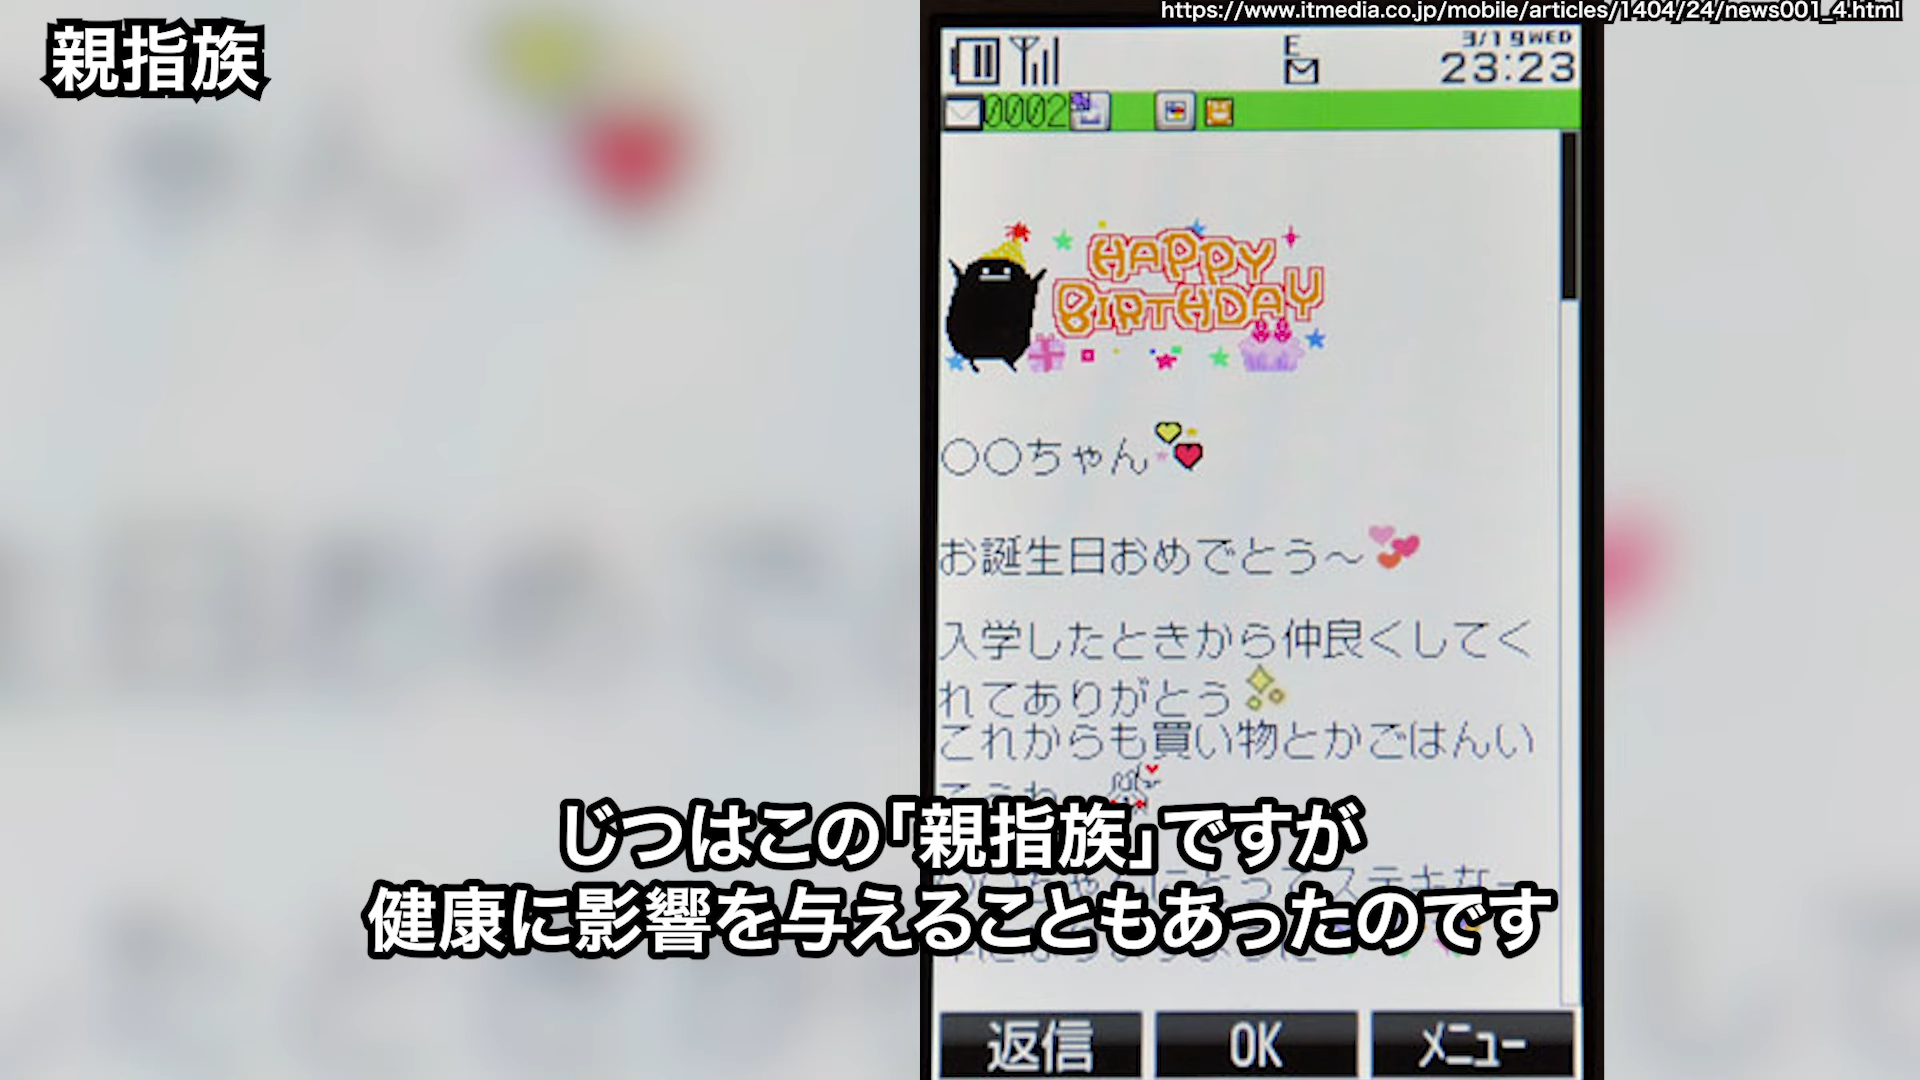 https://www.itmedia.co.jp/mobile/articles/1404/24/news001_4.html
親指族
3/19WED
E
23:23
0002
HAPPY
BIRTHDAY
○○ちゃん
お誕生日おめでとう〜
入学したときから仲良くしてく
れてありがとう
これからも買い物とかごはんい
こうね
じつはこの「親指族」ですが
健康に影響を与えることもあったのです
返信
OK
ﾒﾆｭｰ